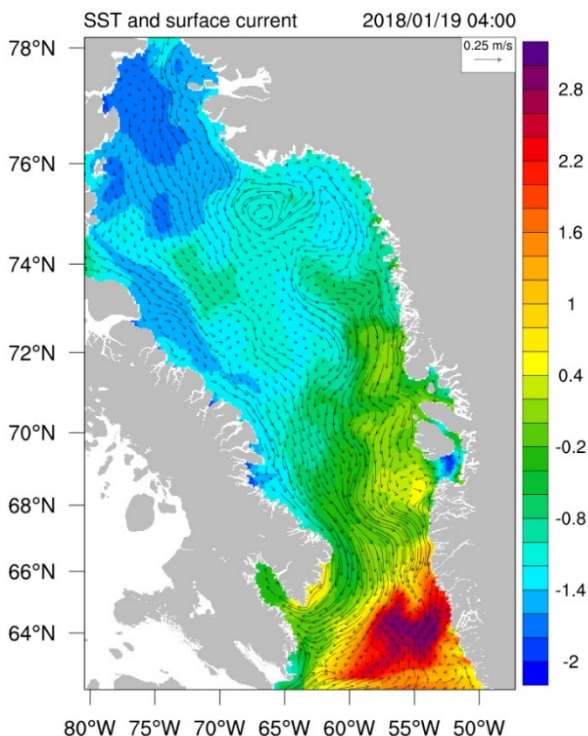 SST and surface current 2018/01/19 04:00
0.25 m/s
78°N
76°N
74°N
72°N
70°N
68°N
66°N
64°N
80°W 75°W 70°W 65°W 60°W 55°W 50°W
2.8
2.2
1.6
1
0.4
-0.2
-0.8
-1.4
-2